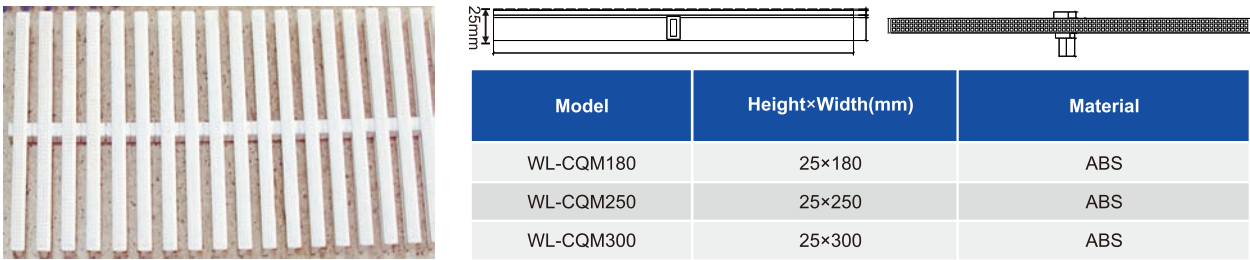 25mm
Model Height×Width(mm) Material
WL-CQM180 25×180 ABS
WL-CQM250 25×250 ABS
WL-CQM300 25×300 ABS